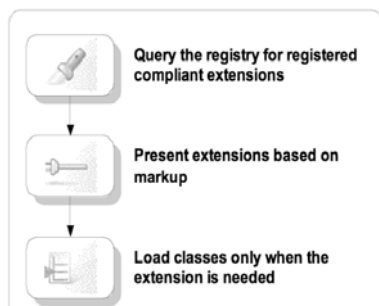 Query the registry for registered
compliant extensions
Present extensions based on
markup
Load classes only when the
extension is needed